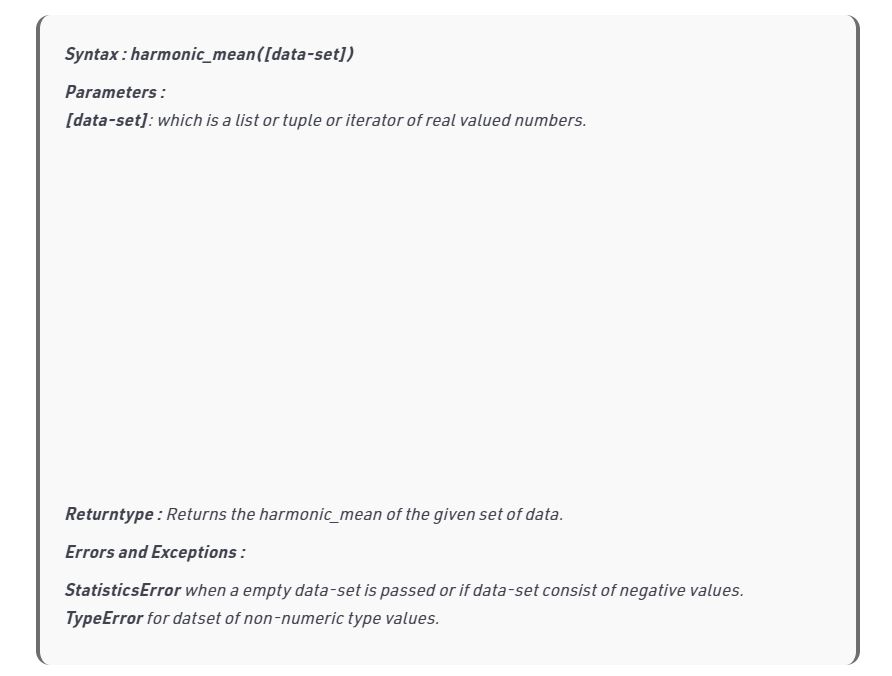 Syntax : harmonic_mean([data-set])
Parameters :
[data-set]: which is a list or tuple or iterator of real valued numbers.
Returntype : Returns the harmonic_mean of the given set of data.
Errors and Exceptions :
StatisticsError when a empty data-set is passed or if data-set consist of negative values.
TypeError for datset of non-numeric type values.